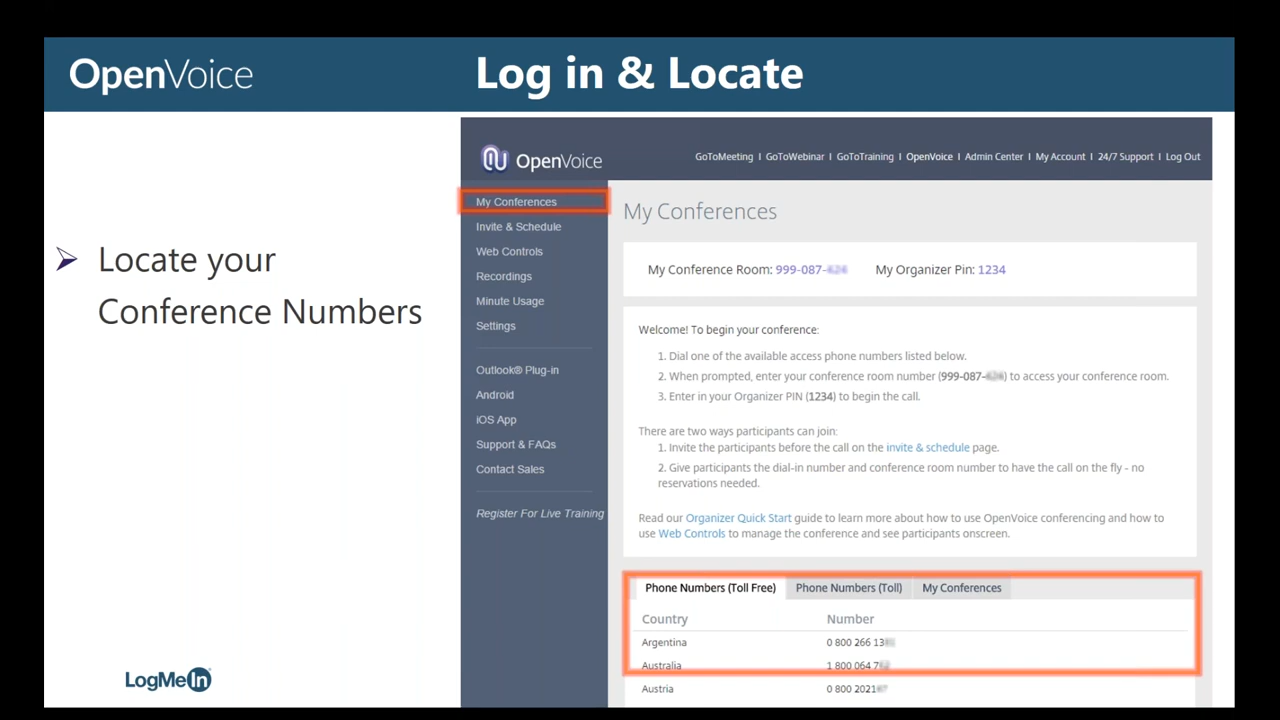 OpenVoice
Log in & Locate
Locate your
Conference Numbers
LogMeIn
OpenVoice
GoToMeeting | GoToWebinar | GoToTraining | OpenVoice | Admin Center | My Account | 24/7 Support | Log Out
My Conferences
Invite & Schedule
Web Controls
Recordings
Minute Usage
Settings
Outlook® Plug-in
Android
iOS App
Support & FAQs
Contact Sales
Register For Live Training
My Conferences
My Conference Room: 999-087- My Organizer Pin: 1234
Welcome! To begin your conference:
1. Dial one of the available access phone numbers listed below.
2. When prompted, enter your conference room number (999-087-) to access your conference room.
3. Enter in your Organizer PIN (1234) to begin the call.
There are two ways participants can join:
1. Invite the participants before the call on the invite & schedule page.
2. Give participants the dial-in number and conference room number to have the call on the fly - no
reservations needed.
Read our Organizer Quick Start guide to learn more about how to use OpenVoice conferencing and how to
use Web Controls to manage the conference and see participants onscreen.
Phone Numbers (Toll Free) Phone Numbers (Toll) My Conferences
Country Number
Argentina 0 800 266 13
Australia 1 800 064 7
Austria 0 800 2021